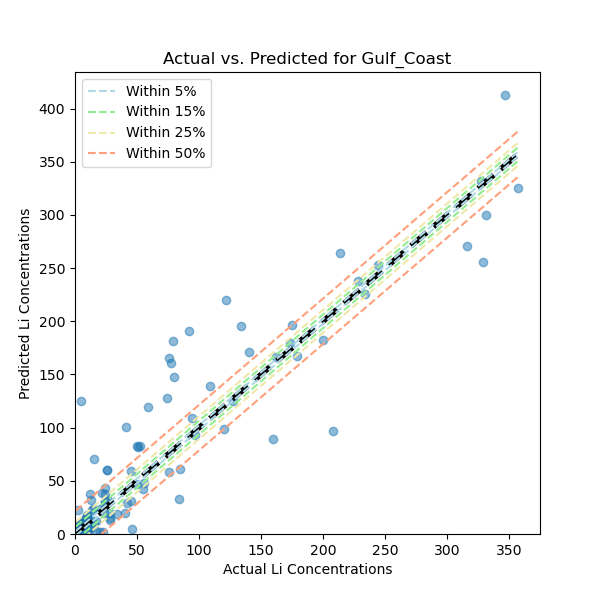 Actual vs. Predicted for Gulf_Coast
Within 5%
Within 15%
Within 25%
Within 50%
400
350
300
250
200
150
100
50
0
Predicted Li Concentrations
0 50 100 150 200 250 300 350
Actual Li Concentrations